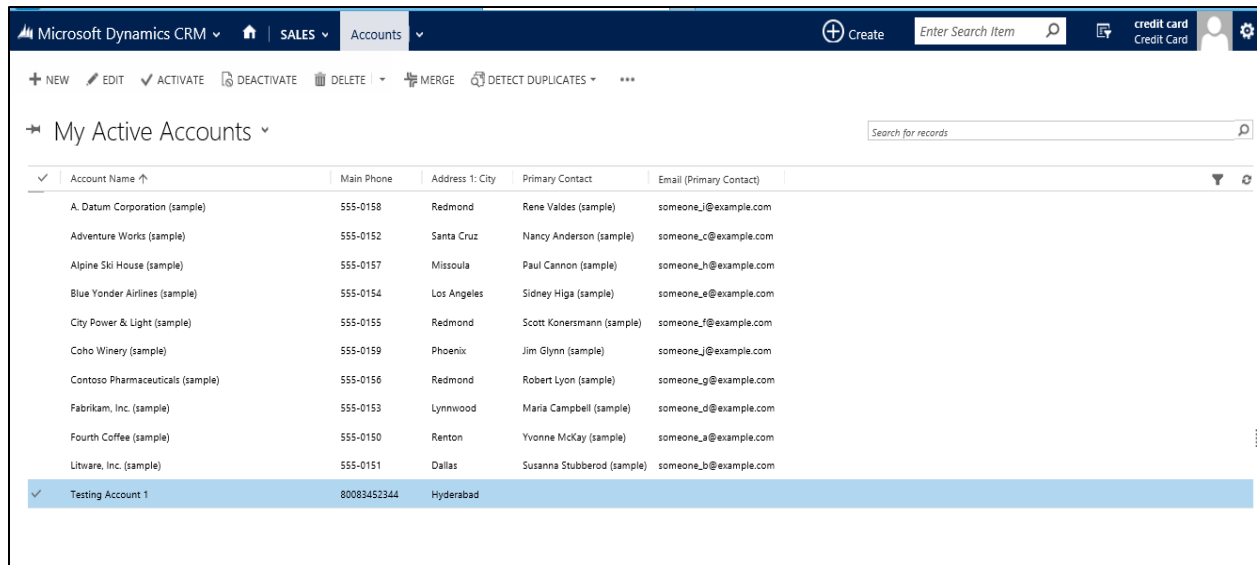 Microsoft Dynamics CRM SALES Accounts Create Enter Search Item credit card
Credit Card
NEW EDIT ACTIVATE DEACTIVATE DELETE MERGE DETECT DUPLICATES
My Active Accounts Search for records
Account Name Main Phone Address 1: City Primary Contact Email (Primary Contact)
A. Datum Corporation (sample) 555-0158 Redmond Rene Valdes (sample) someone_i@example.com
Adventure Works (sample) 555-0152 Santa Cruz Nancy Anderson (sample) someone_c@example.com
Alpine Ski House (sample) 555-0157 Missoula Paul Cannon (sample) someone_h@example.com
Blue Yonder Airlines (sample) 555-0154 Los Angeles Sidney Higa (sample) someone_e@example.com
City Power & Light (sample) 555-0155 Redmond Scott Konersmann (sample) someone_f@example.com
Coho Winery (sample) 555-0159 Phoenix Jim Glynn (sample) someone_j@example.com
Contoso Pharmaceuticals (sample) 555-0156 Redmond Robert Lyon (sample) someone_g@example.com
Fabrikam, Inc. (sample) 555-0153 Lynnwood Maria Campbell (sample) someone_d@example.com
Fourth Coffee (sample) 555-0150 Renton Yvonne McKay (sample) someone_a@example.com
Litware, Inc. (sample) 555-0151 Dallas Susanna Stubberod (sample) someone_b@example.com
Testing Account 1 80083452344 Hyderabad